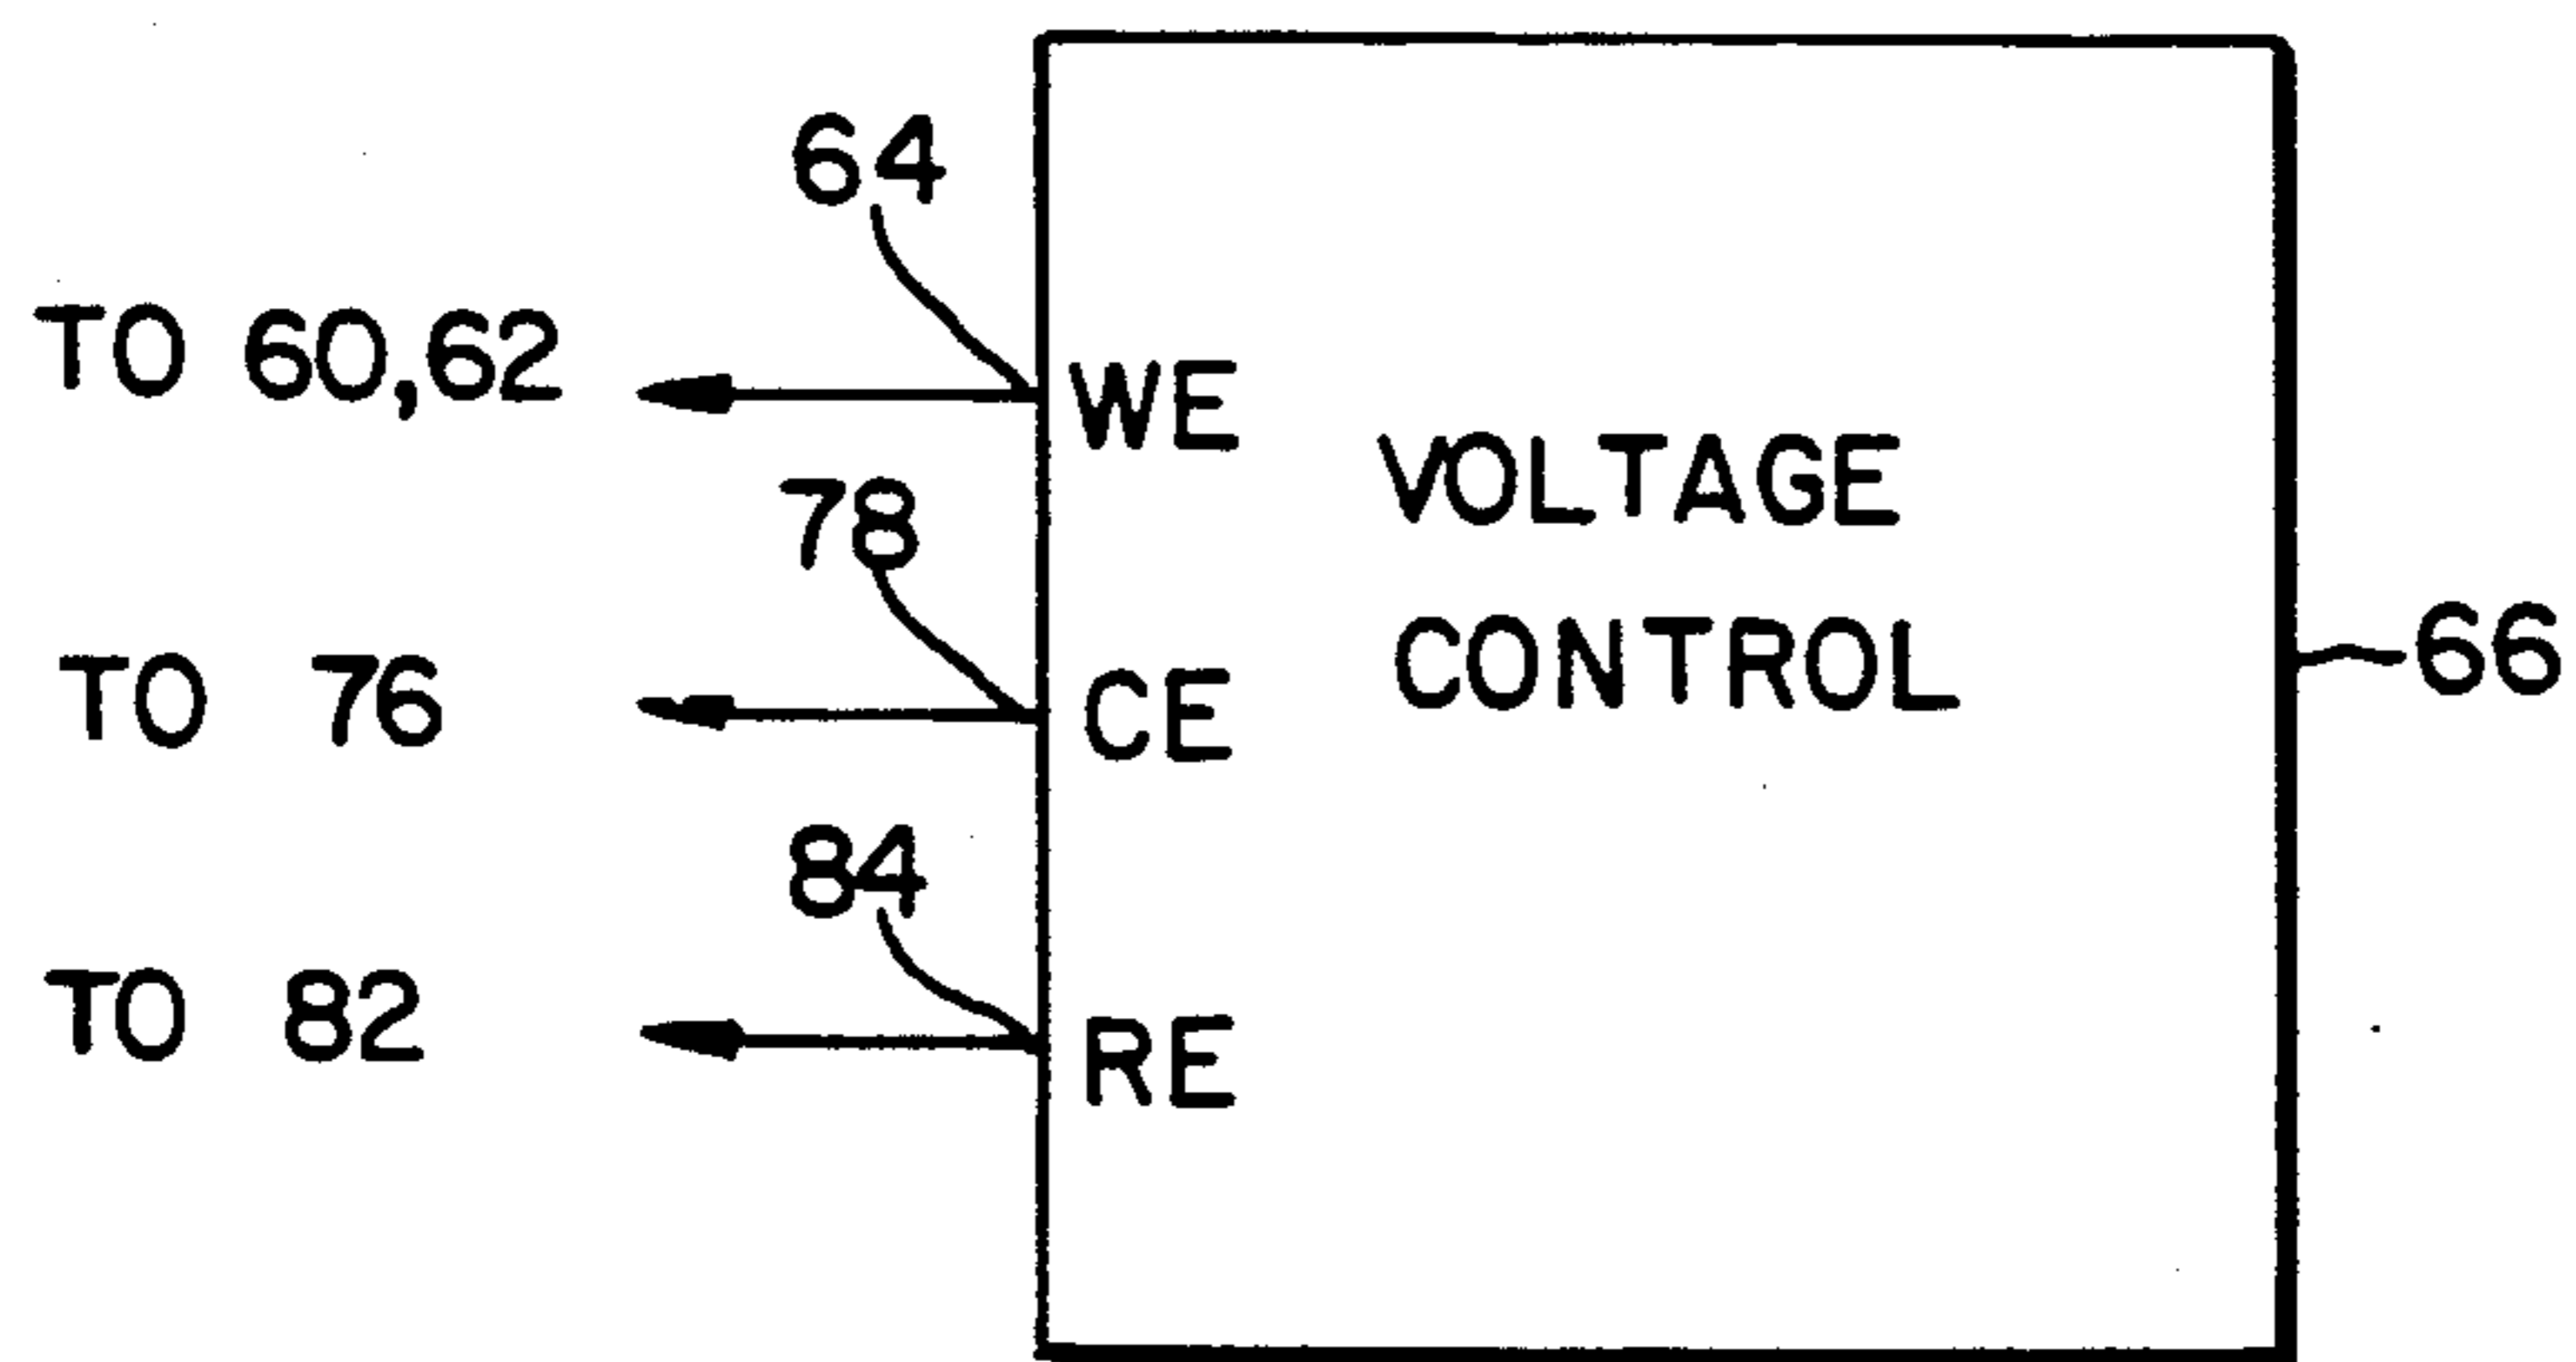 64
TO 60,62
WE
VOLTAGE
CONTROL
78
TO 76
CE
66
84
TO 82
RE